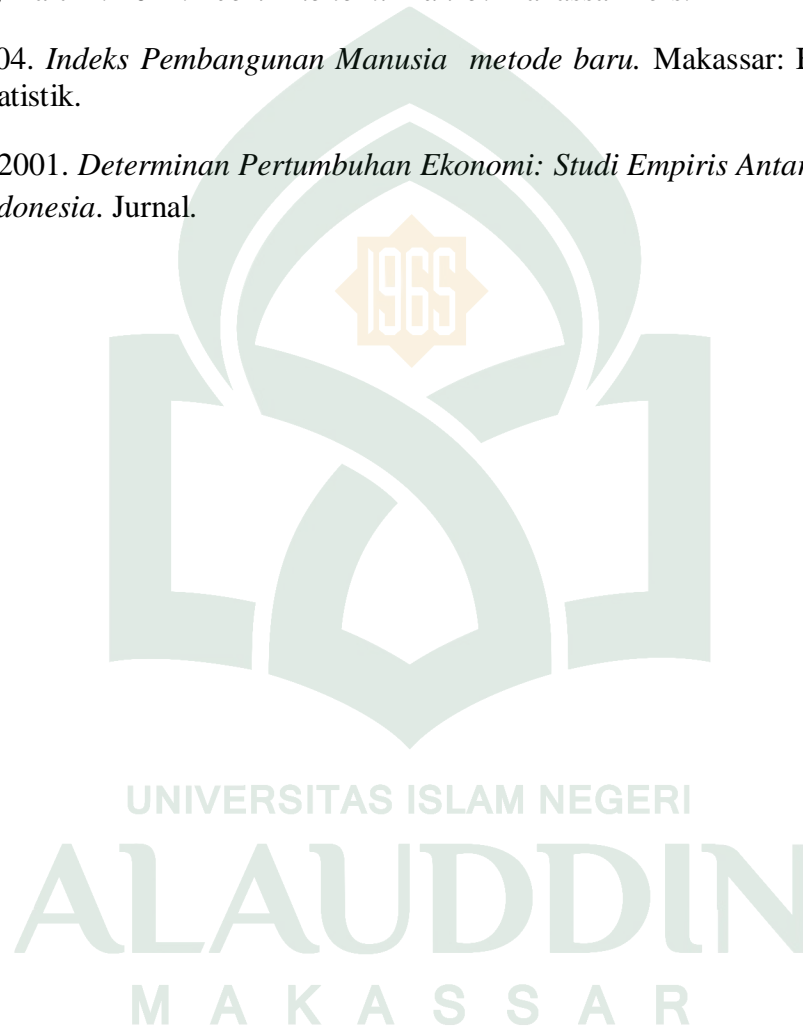 04. Indeks Pembangunan Manusia metode baru. Makassar:
atistik.
2001. Determinan Pertumbuhan Ekonomi: Studi Empiris Antar
donesia. Jurnal.
1965
UNIVERSITAS ISLAM NEGERI
ALAUDDIN
MAKASSAR